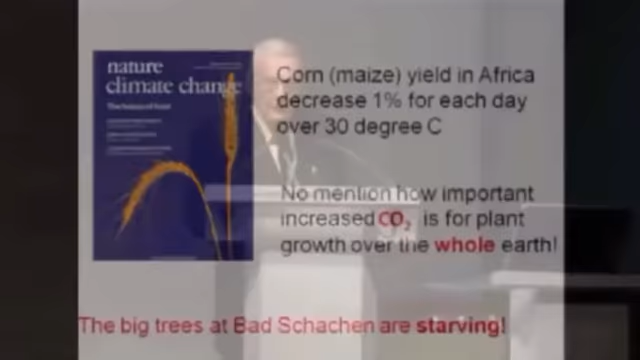 nature
climate change
Corn (maize) yield in Africa
decrease 1% for each day
over 30 degree C
No mention how important
increased CO₂ is for plant
growth over the whole earth!
The big trees at Bad Schachen are starving!